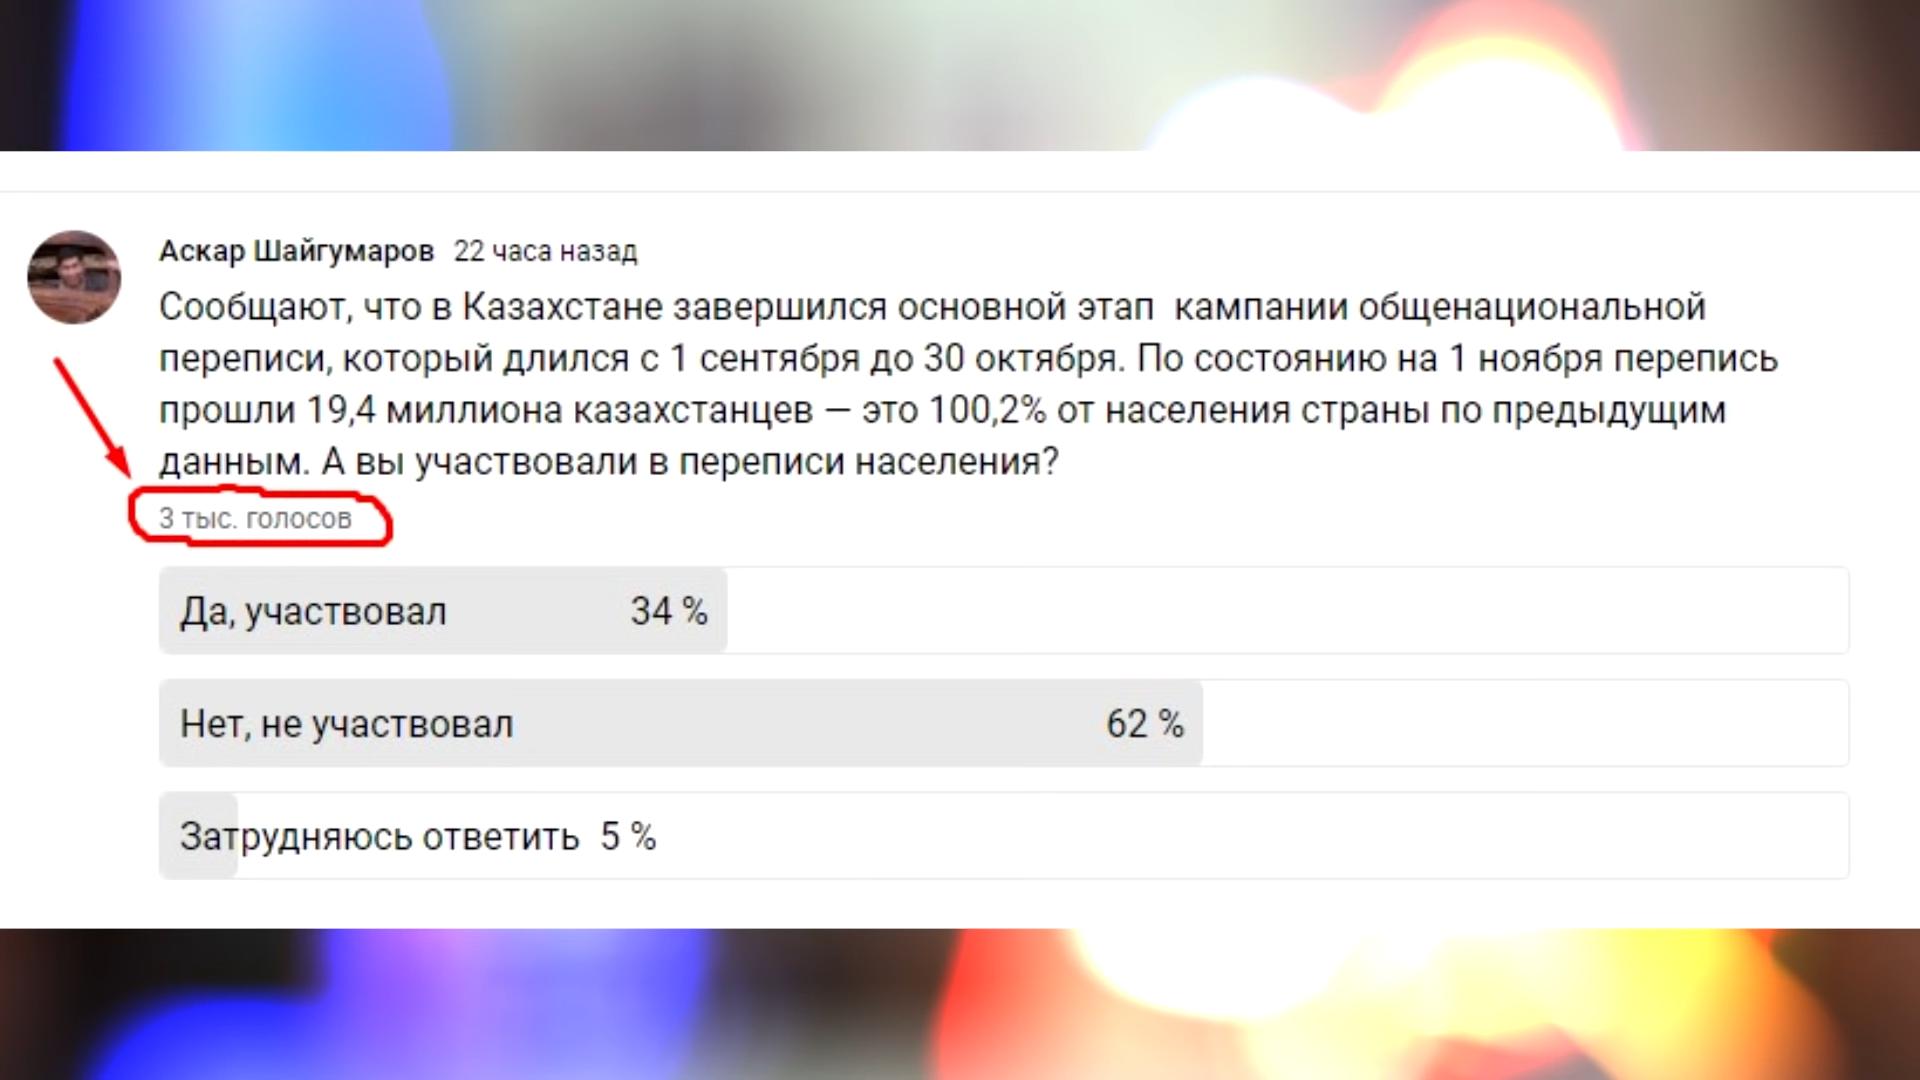 Аскар Шайгумаров 22 часа назад
Сообщают, что в Казахстане завершился основной этап кампании общенациональной
переписи, который длился с 1 сентября до 30 октября. По состоянию на 1 ноября перепись
прошли 19,4 миллиона казахстанцев — это 100,2% от населения страны по предыдущим
данным. А вы участвовали в переписи населения?
3 тыс. голосов
Да, участвовал 34 %
Нет, не участвовал 62 %
Затрудняюсь ответить 5 %